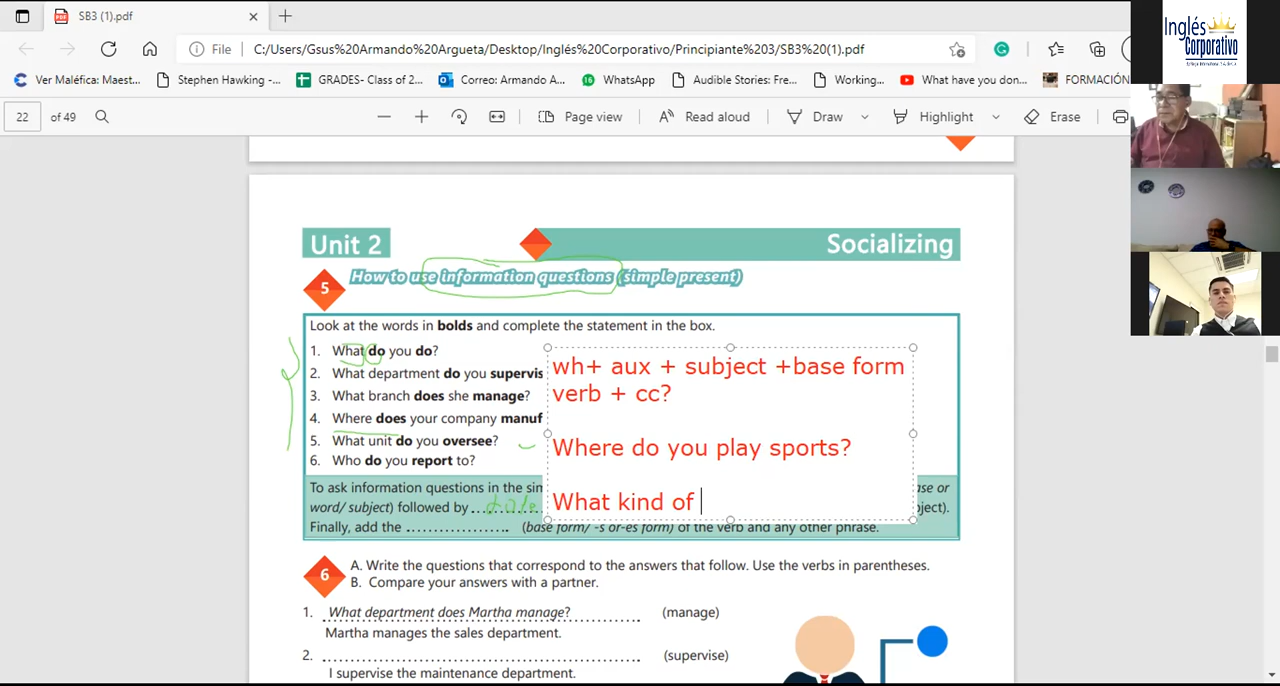 SB3 (1).pdf
File
C:/Users/Gsus%20Armando%20Argueta/Desktop/Inglés%20Corporativo/Principiante%203/SB3%20(1).pdf
Ver Maléfica: Maest...
Stephen Hawking -...
GRADES- Class of 2...
Correo: Armando A...
WhatsApp
Audible Stories: Fre...
Working...
What have you don...
FORMACIÓN
22 of 49
Page view
Read aloud
Draw
Highlight
Erase
Inglés
Corporativo
Unit 2
Socializing
5
How to use information questions (simple present)
Look at the words in bolds and complete the statement in the box.
1. What do you do?
2. What department do you supervis
3. What branch does she manage?
4. Where does your company manuf
5. What unit do you oversee?
6. Who do you report to?
wh+ aux + subject +base form
verb + cc?
Where do you play sports?
What kind of
To ask information questions in the sim
word/ subject) followed by
Finally, add the .................... (base form/ -s or-es form) of the verb and any other phrase.
6
A. Write the questions that correspond to the answers that follow. Use the verbs in parentheses.
B. Compare your answers with a partner.
1. What department does Martha manage? (manage)
Martha manages the sales department.
2. (supervise)
I supervise the maintenance department.